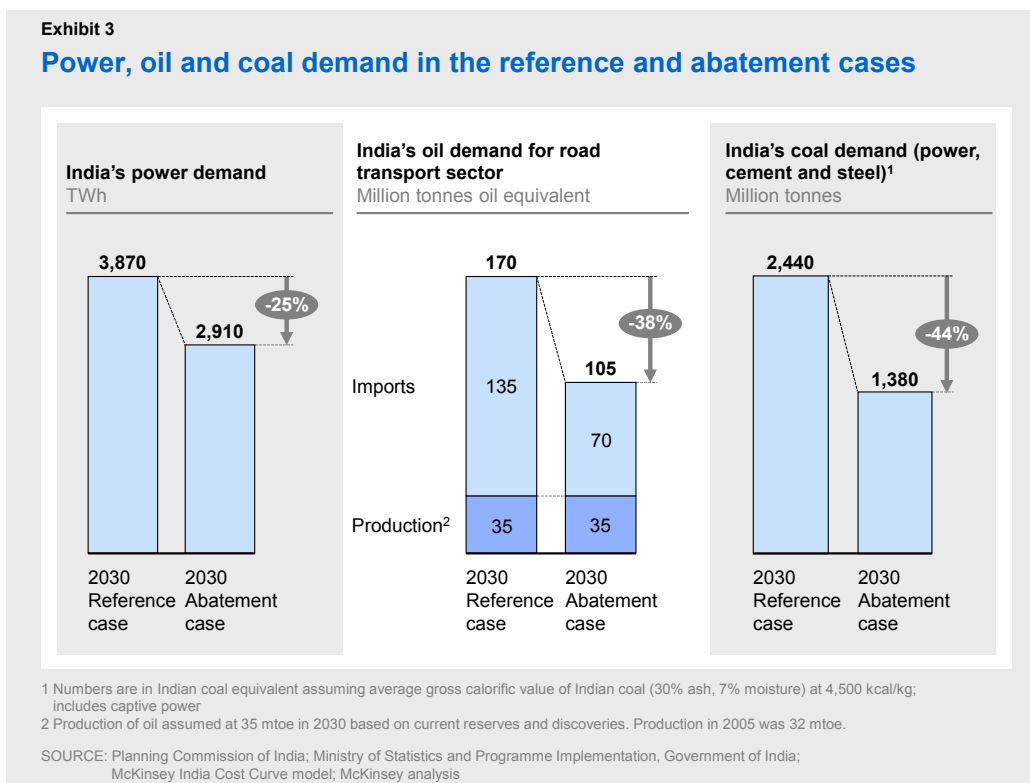 Exhibit 3
Power, oil and coal demand in the reference and abatement cases
India’s power demand
TWh
3,870
-25%
2,910
2030
Reference
case
2030
Abatement
case
India’s oil demand for road
transport sector
Million tonnes oil equivalent
170
-38%
105
Imports
135
70
Production2
35
35
2030
Reference
case
2030
Abatement
case
India’s coal demand (power,
cement and steel)1
Million tonnes
2,440
-44%
1,380
2030
Reference
case
2030
Abatement
case
1 Numbers are in Indian coal equivalent assuming average gross calorific value of Indian coal (30% ash, 7% moisture) at 4,500 kcal/kg;
includes captive power
2 Production of oil assumed at 35 mtoe in 2030 based on current reserves and discoveries. Production in 2005 was 32 mtoe.
SOURCE: Planning Commission of India; Ministry of Statistics and Programme Implementation, Government of India;
McKinsey India Cost Curve model; McKinsey analysis